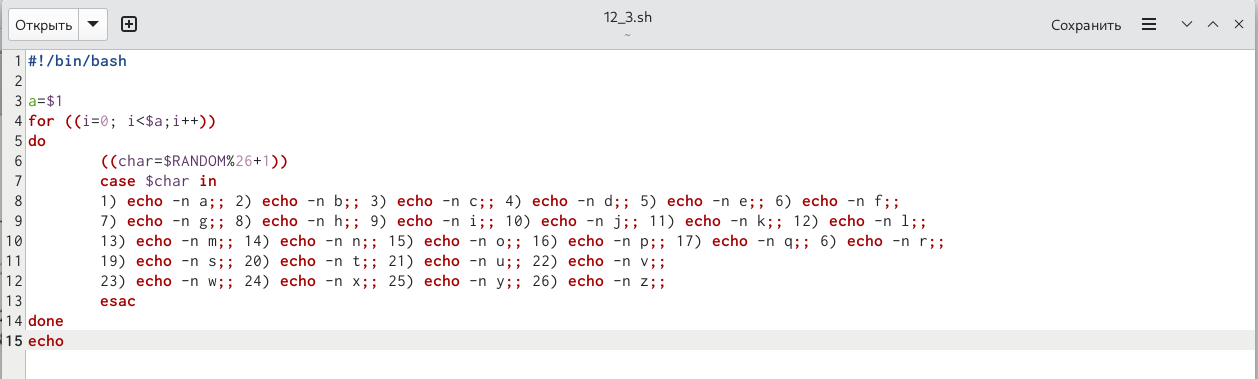 Открыть 12_3.sh Сохранить
~
1 #!/bin/bash
2
3 a=$1
4 for ((i=0; i<$a;i++))
5 do
6 ((char=$RANDOM%26+1))
7 case $char in
8 1) echo -n a;; 2) echo -n b;; 3) echo -n c;; 4) echo -n d;; 5) echo -n e;; 6) echo -n f;;
9 7) echo -n g;; 8) echo -n h;; 9) echo -n i;; 10) echo -n j;; 11) echo -n k;; 12) echo -n l;;
10 13) echo -n m;; 14) echo -n n;; 15) echo -n o;; 16) echo -n p;; 17) echo -n q;; 6) echo -n r;;
11 19) echo -n s;; 20) echo -n t;; 21) echo -n u;; 22) echo -n v;;
12 23) echo -n w;; 24) echo -n x;; 25) echo -n y;; 26) echo -n z;;
13 esac
14 done
15 echo